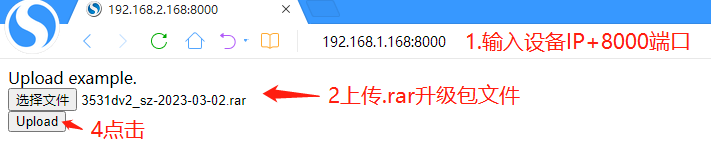 192.168.2.168:8000
192.168.1.168:8000 1.输入设备IP+8000端口
Upload example.
选择文件 3531dv2_sz-2023-03-02.rar 2上传.rar升级包文件
Upload 4点击